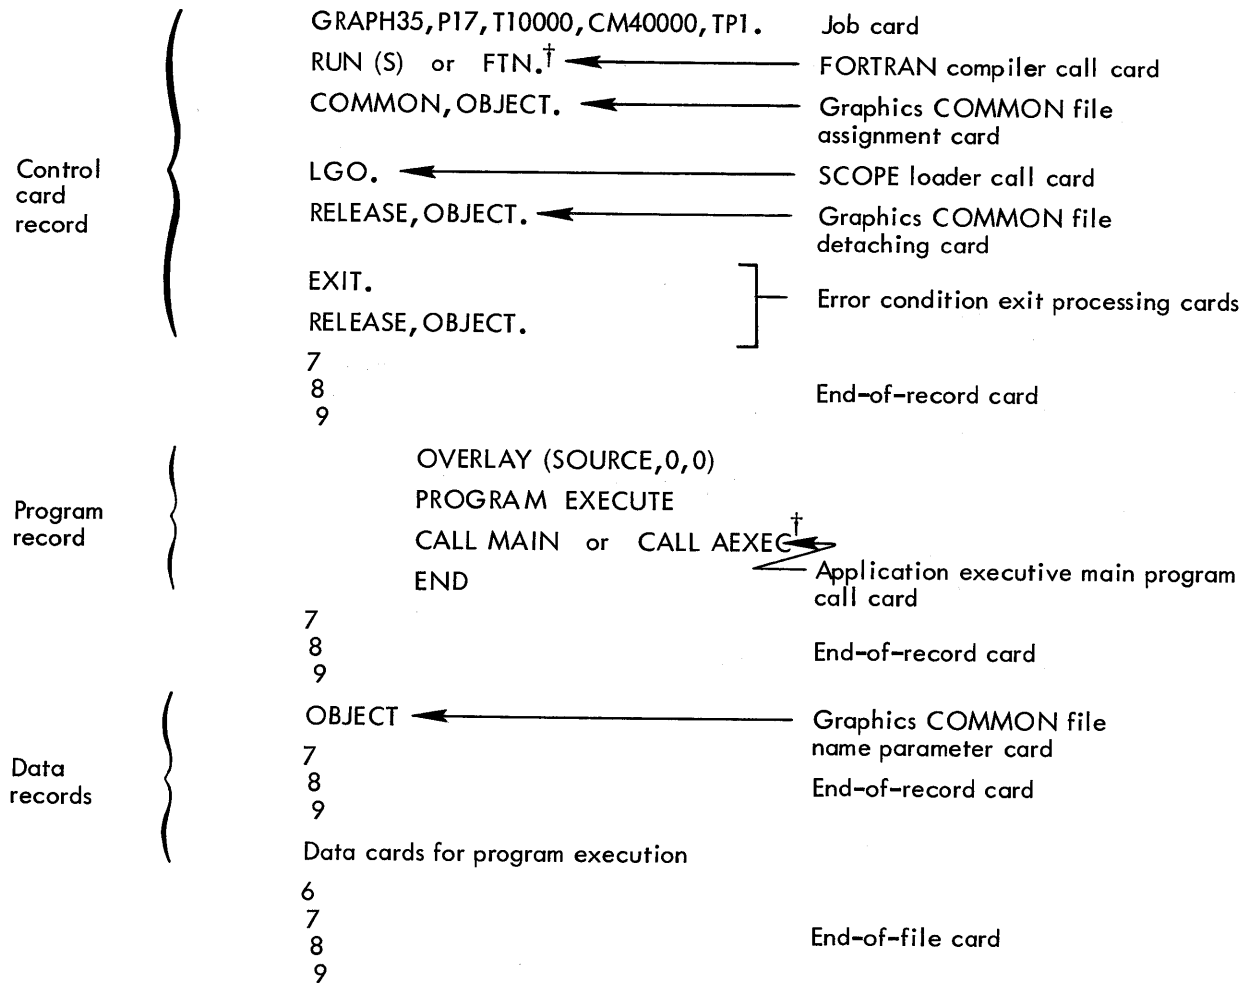 GRAPH35,P17,T10000,CM40000,TP1. Job card
RUN (S) or FTN.† FORTRAN compiler call card
COMMON,OBJECT. Graphics COMMON file
assignment card
Control
card
record
LGO. SCOPE loader call card
RELEASE,OBJECT. Graphics COMMON file
detaching card
EXIT.
Error condition exit processing cards
RELEASE,OBJECT.
7
8 End-of-record card
9
OVERLAY (SOURCE,0,0)
Program
record
PROGRAM EXECUTE
CALL MAIN or CALL AEXEC†
Application executive main program
call card
END
7
8 End-of-record card
9
OBJECT Graphics COMMON file
name parameter card
Data
records
7
8 End-of-record card
9
Data cards for program execution
6
7
8 End-of-file card
9